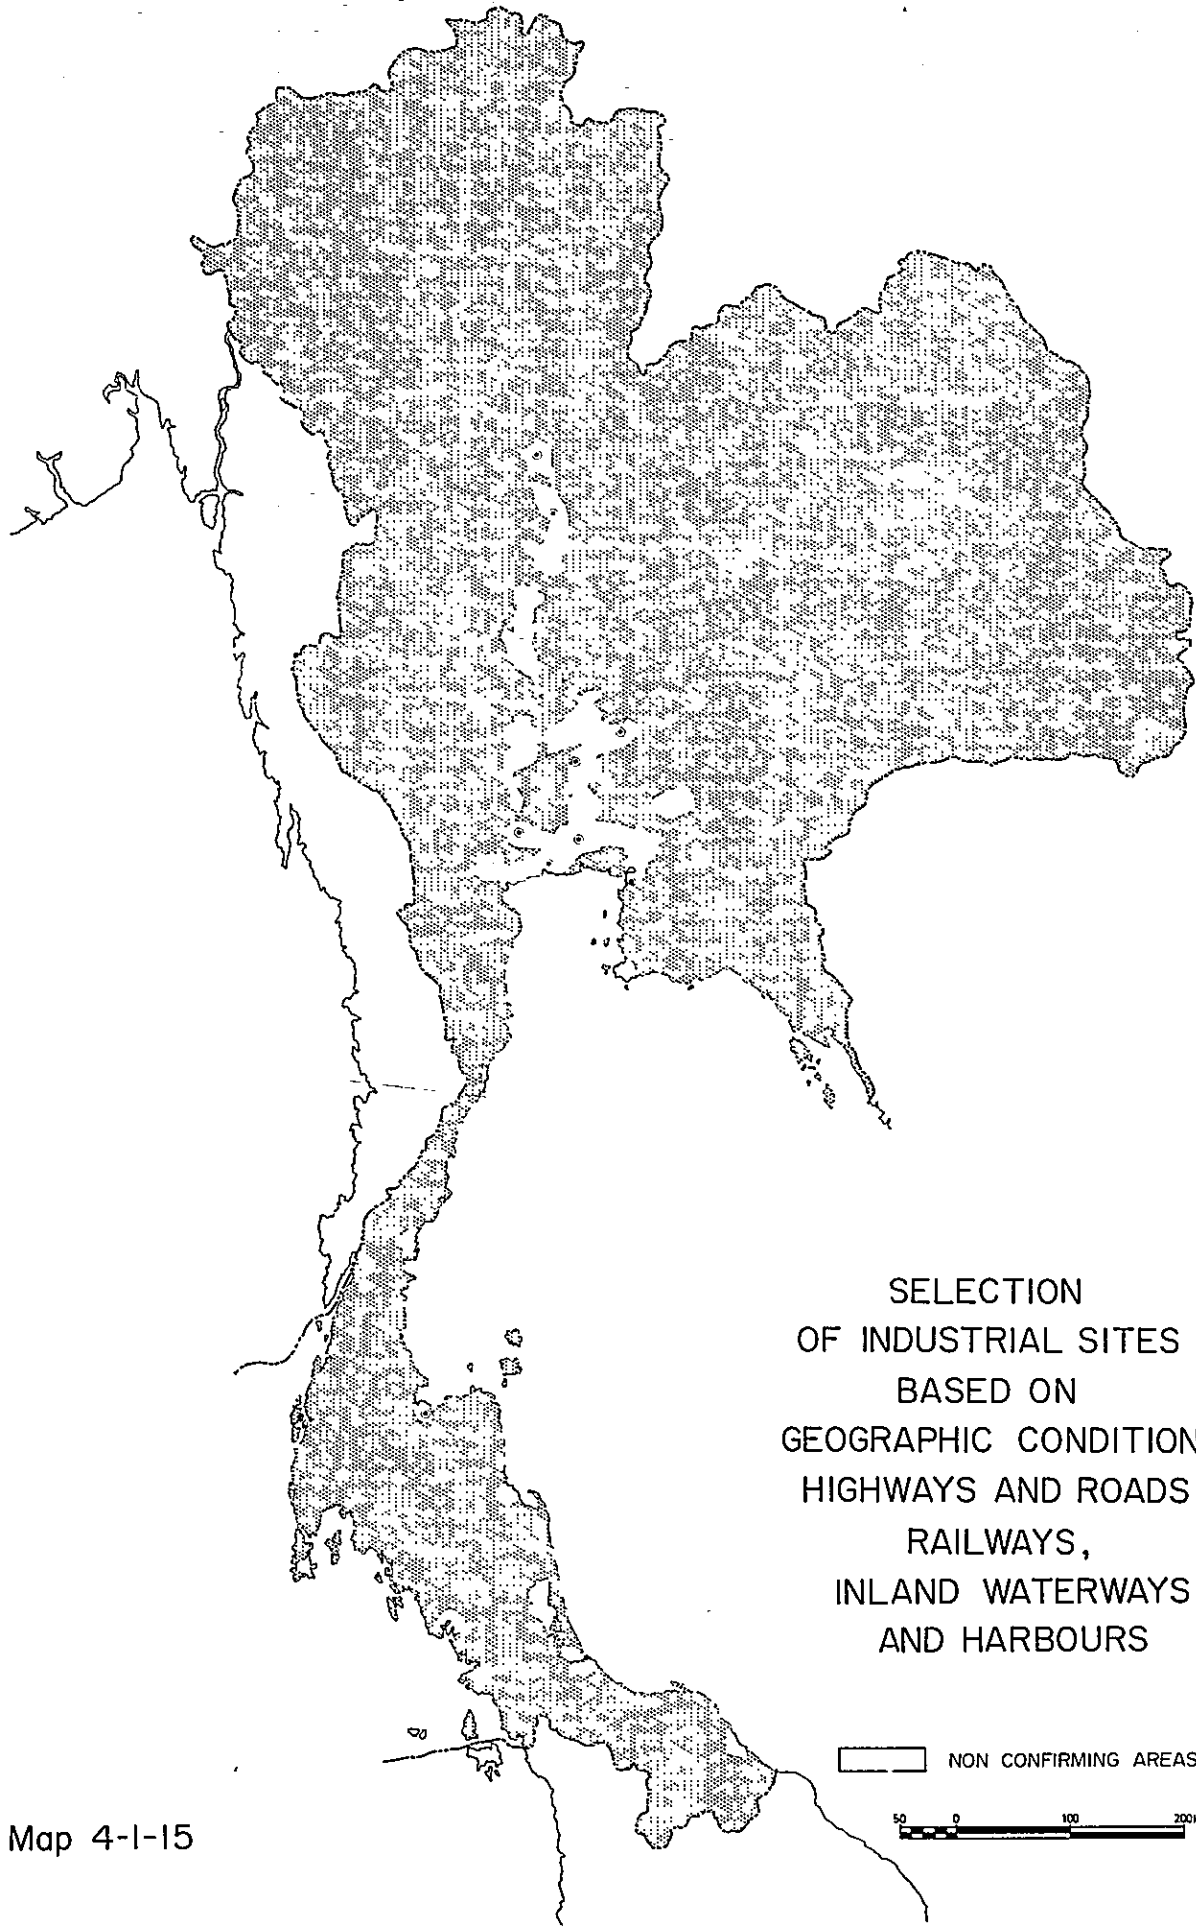 SELECTION
OF INDUSTRIAL SITES
BASED ON
GEOGRAPHIC CONDITION
HIGHWAYS AND ROADS
RAILWAYS,
INLAND WATERWAYS
AND HARBOURS
NON CONFIRMING AREAS
50 0 100 200
Map 4-1-15